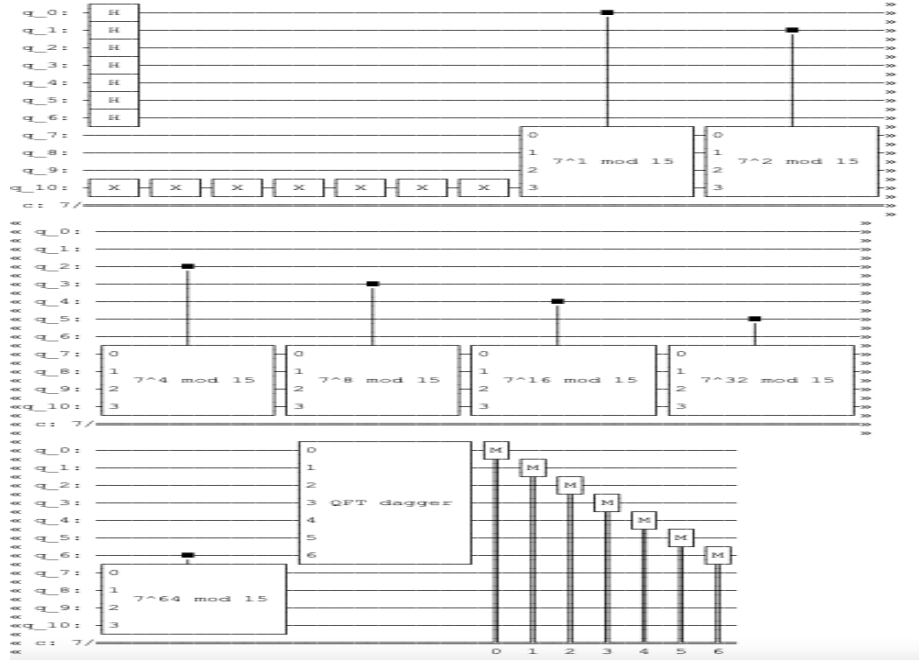 q_0: H »
q_1: H »
q_2: H »
q_3: H »
q_4: H »
q_5: H »
q_6: H »
q_7: 0 0 »
q_8: 1 7^1 mod 15 1 7^2 mod 15 »
q_9: 2 2 »
q_10: X X X X X X X 3 3 »
c: 7/ »
« q_0: »
« q_1: »
« q_2: »
« q_3: »
« q_4: »
« q_5: »
« q_6: »
« q_7: 0 0 0 0 »
« q_8: 1 7^4 mod 15 1 7^8 mod 15 1 7^16 mod 15 1 7^32 mod 15 »
« q_9: 2 2 2 2 »
«q_10: 3 3 3 3 »
« c: 7/ »
« q_0: 0 M
« q_1: 1 M
« q_2: 2 M
« q_3: 3 QFT dagger M
« q_4: 4 M
« q_5: 5 M
« q_6: 6 M
« q_7: 0
« q_8: 1 7^64 mod 15
« q_9: 2
«q_10: 3
« c: 7/
« 0 1 2 3 4 5 6